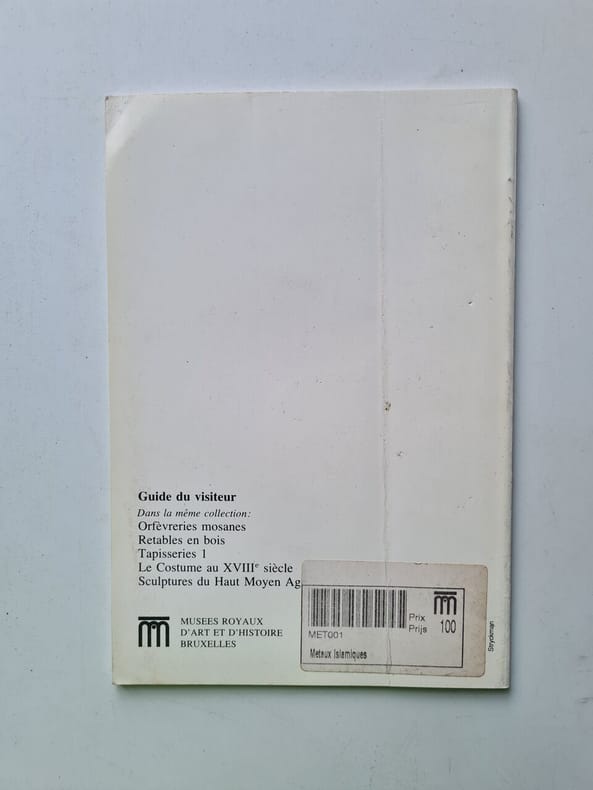 Guide du visiteur
Dans la même collection:
Orfèvreries mosanes
Retables en bois
Tapisseries 1
Le Costume au XVIIIe siècle
Sculptures du Haut Moyen Ag
MUSEES ROYAUX
D'ART ET D'HISTOIRE
BRUXELLES
Prix
Prijs 100
MET001
Metaux Islamiques
Stryckman